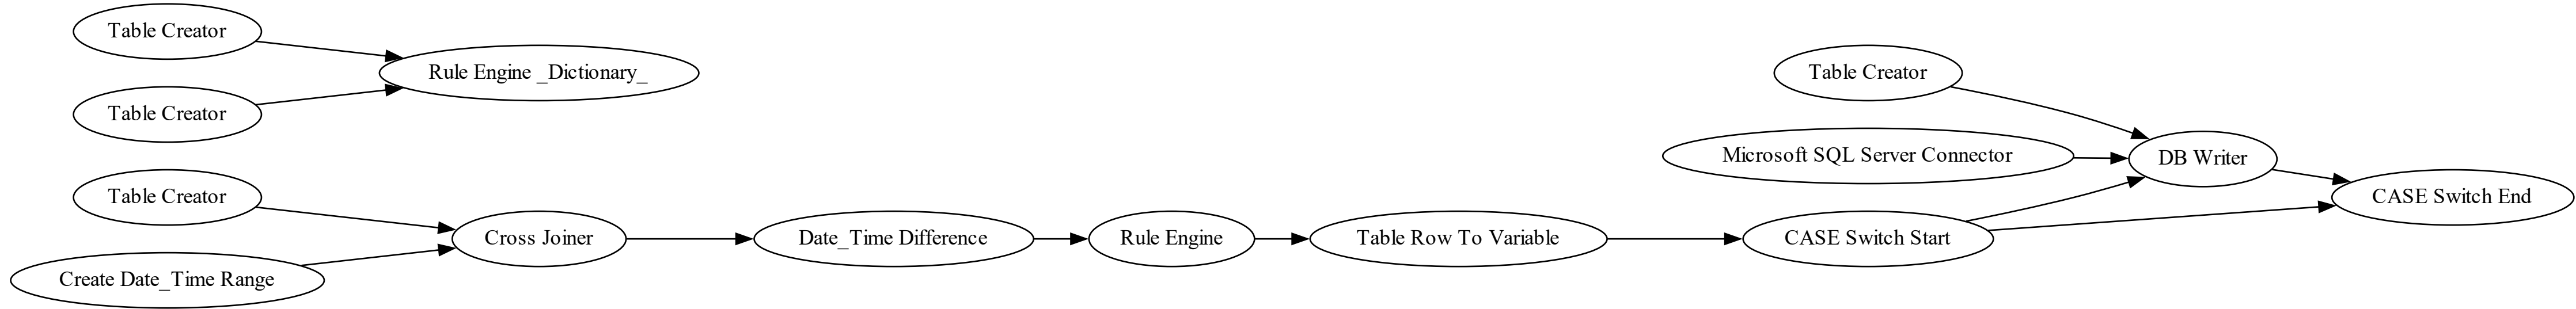 Table Creator
Rule Engine _Dictionary_
Table Creator
Table Creator
Create Date_Time Range
Cross Joiner
Date_Time Difference
Rule Engine
Table Row To Variable
CASE Switch Start
Table Creator
Microsoft SQL Server Connector
DB Writer
CASE Switch End